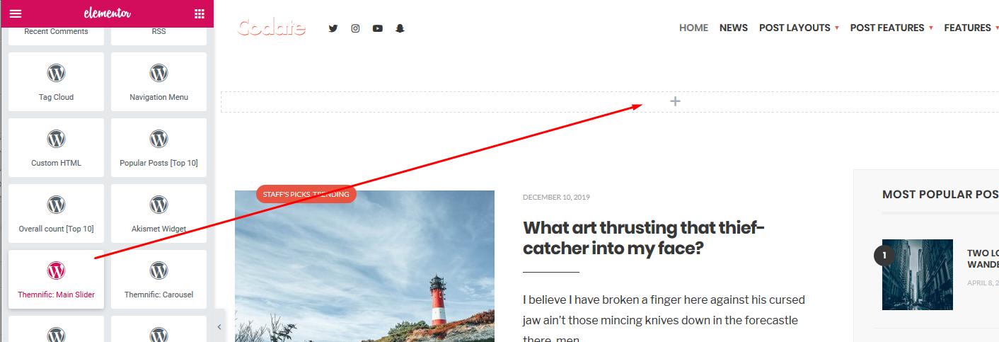 elementor
Recent Comments
RSS
Tag Cloud
Navigation Menu
Custom HTML
Popular Posts [Top 10]
Overall count [Top 10]
Akismet Widget
Themnific: Main Slider
Themnific: Carousel
Codate
HOME NEWS POST LAYOUTS POST FEATURES FEATURES
STAFF'S PICKS, TRENDING
DECEMBER 10, 2019
What art thrusting that thief-
catcher into my face?
I believe I have broken a finger here against his cursed
jaw ain't those mincing knives down in the forecastle
there, men
MOST POPULAR POS
1
TWO LO
WANDE
APRIL 8, 2